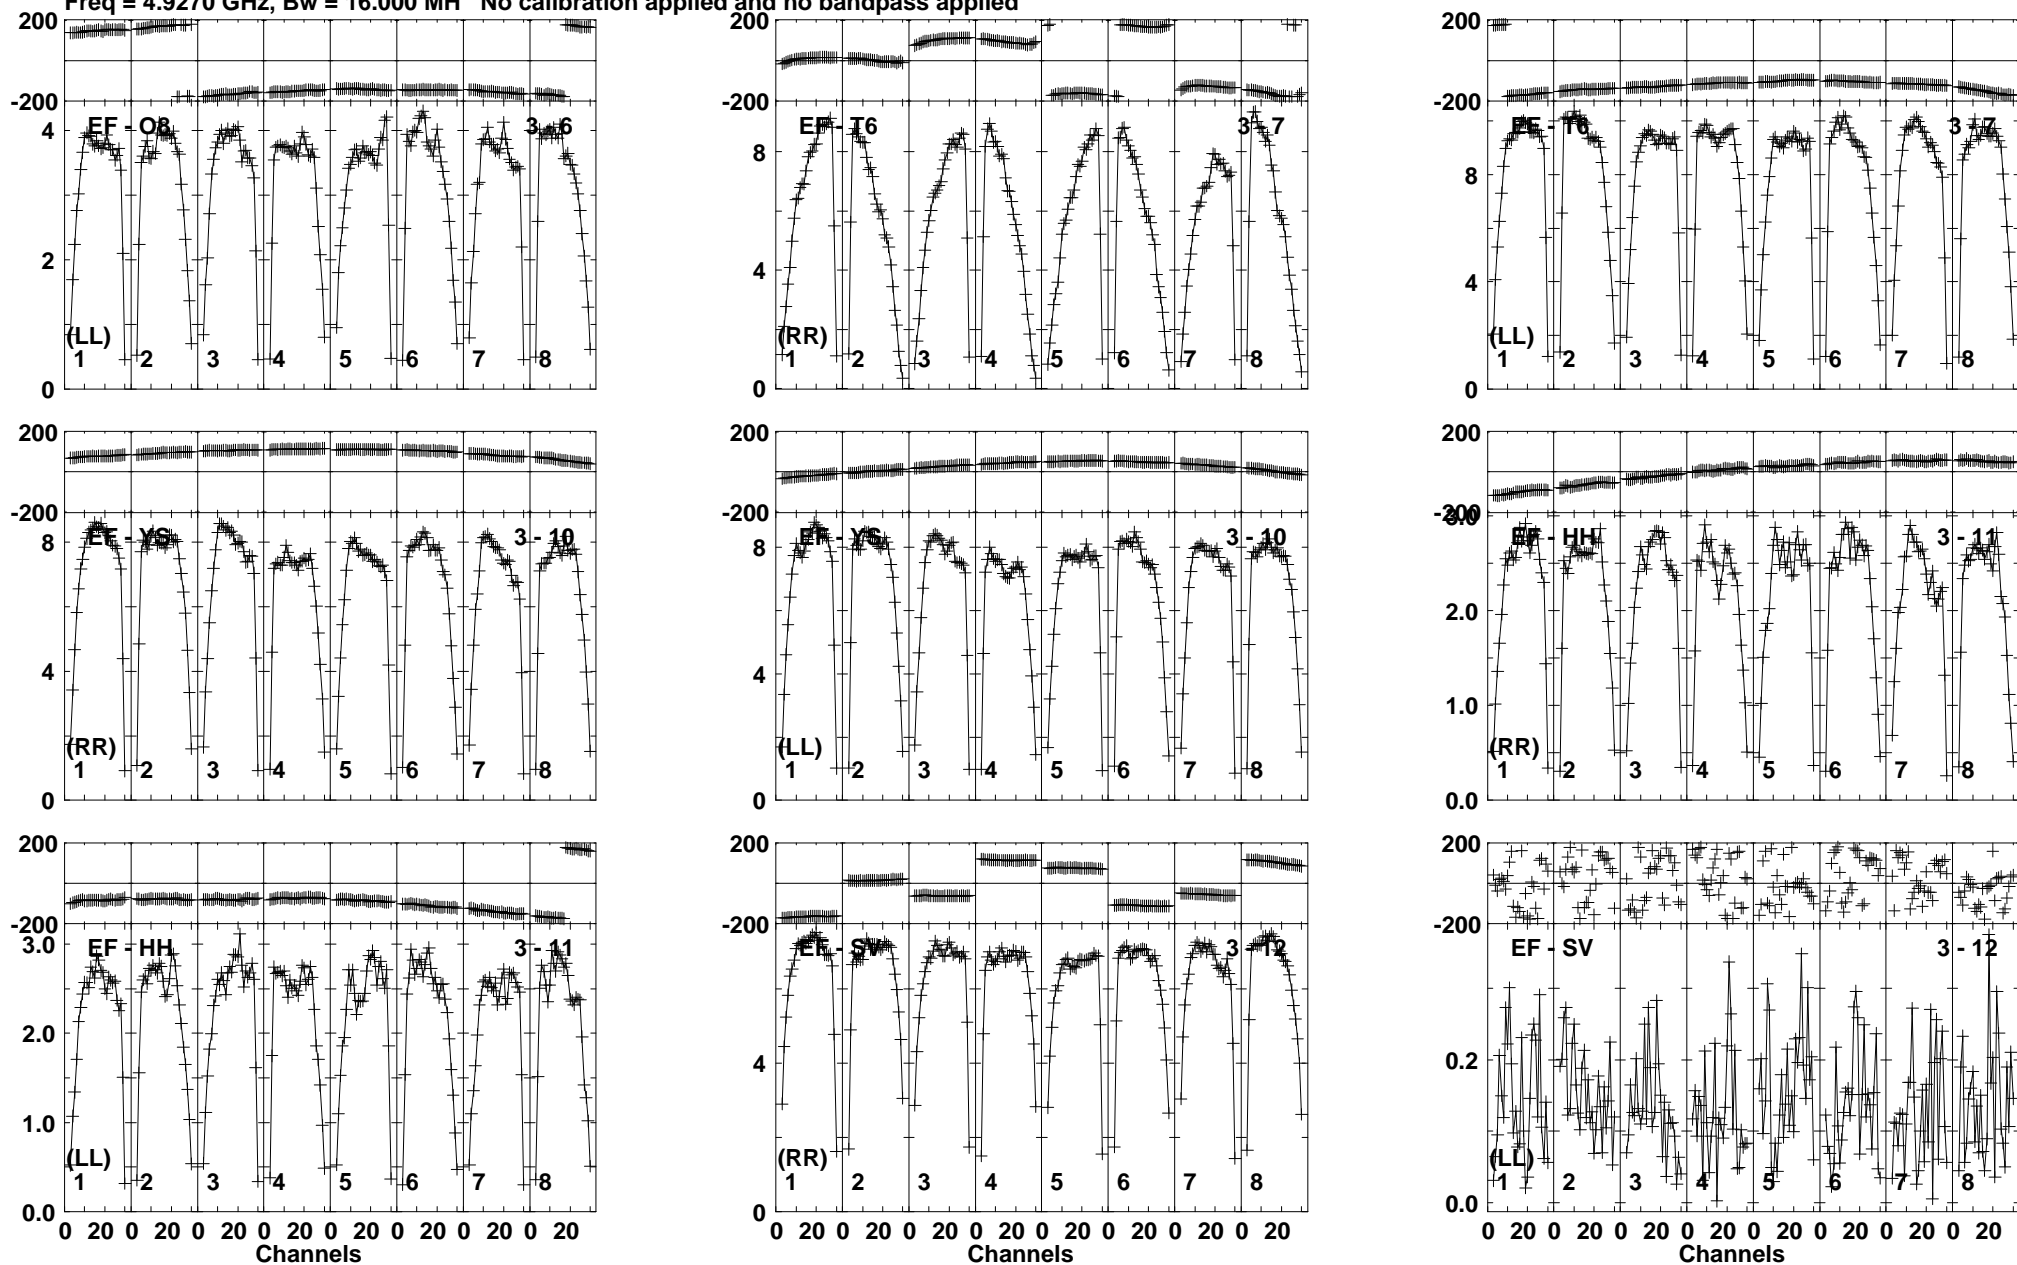 Freq = 4.9270 GHz, Bw = 16.000 MH No calibration applied and no bandpass applied
200 200 200
-200 -200 -200
EF - O8 3 - 6 EF - T6 3 - 7 EF - T6 3 - 7
4 8 8
2 4 4
(LL) (RR) (LL)
1 2 3 4 5 6 7 8 1 2 3 4 5 6 7 8 1 2 3 4 5 6 7 8
0 0 0
200 200 200
-200 -200 -200
3.0
EF - YS 3 - 10 EF - YS 3 - 10 EF - HH 3 - 11
8 8 2.0
4 4 1.0
(RR) (LL) (RR)
1 2 3 4 5 6 7 8 1 2 3 4 5 6 7 8 1 2 3 4 5 6 7 8
0 0 0.0
200 200 200
-200 -200 -200
EF - HH 3 - 11 EF - SV 3 - 12 EF - SV 3 - 12
3.0
2.0 4 0.2
1.0
(LL) (RR) (LL)
1 2 3 4 5 6 7 8 1 2 3 4 5 6 7 8 1 2 3 4 5 6 7 8
0.0 0 0.0
0 20 0 20 0 20 0 20 0 20 0 20 0 20 0 20 0 20 0 20 0 20 0 20 0 20 0 20 0 20 0 20 0 20 0 20 0 20 0 20 0 20 0 20 0 20 0 20
Channels Channels Channels